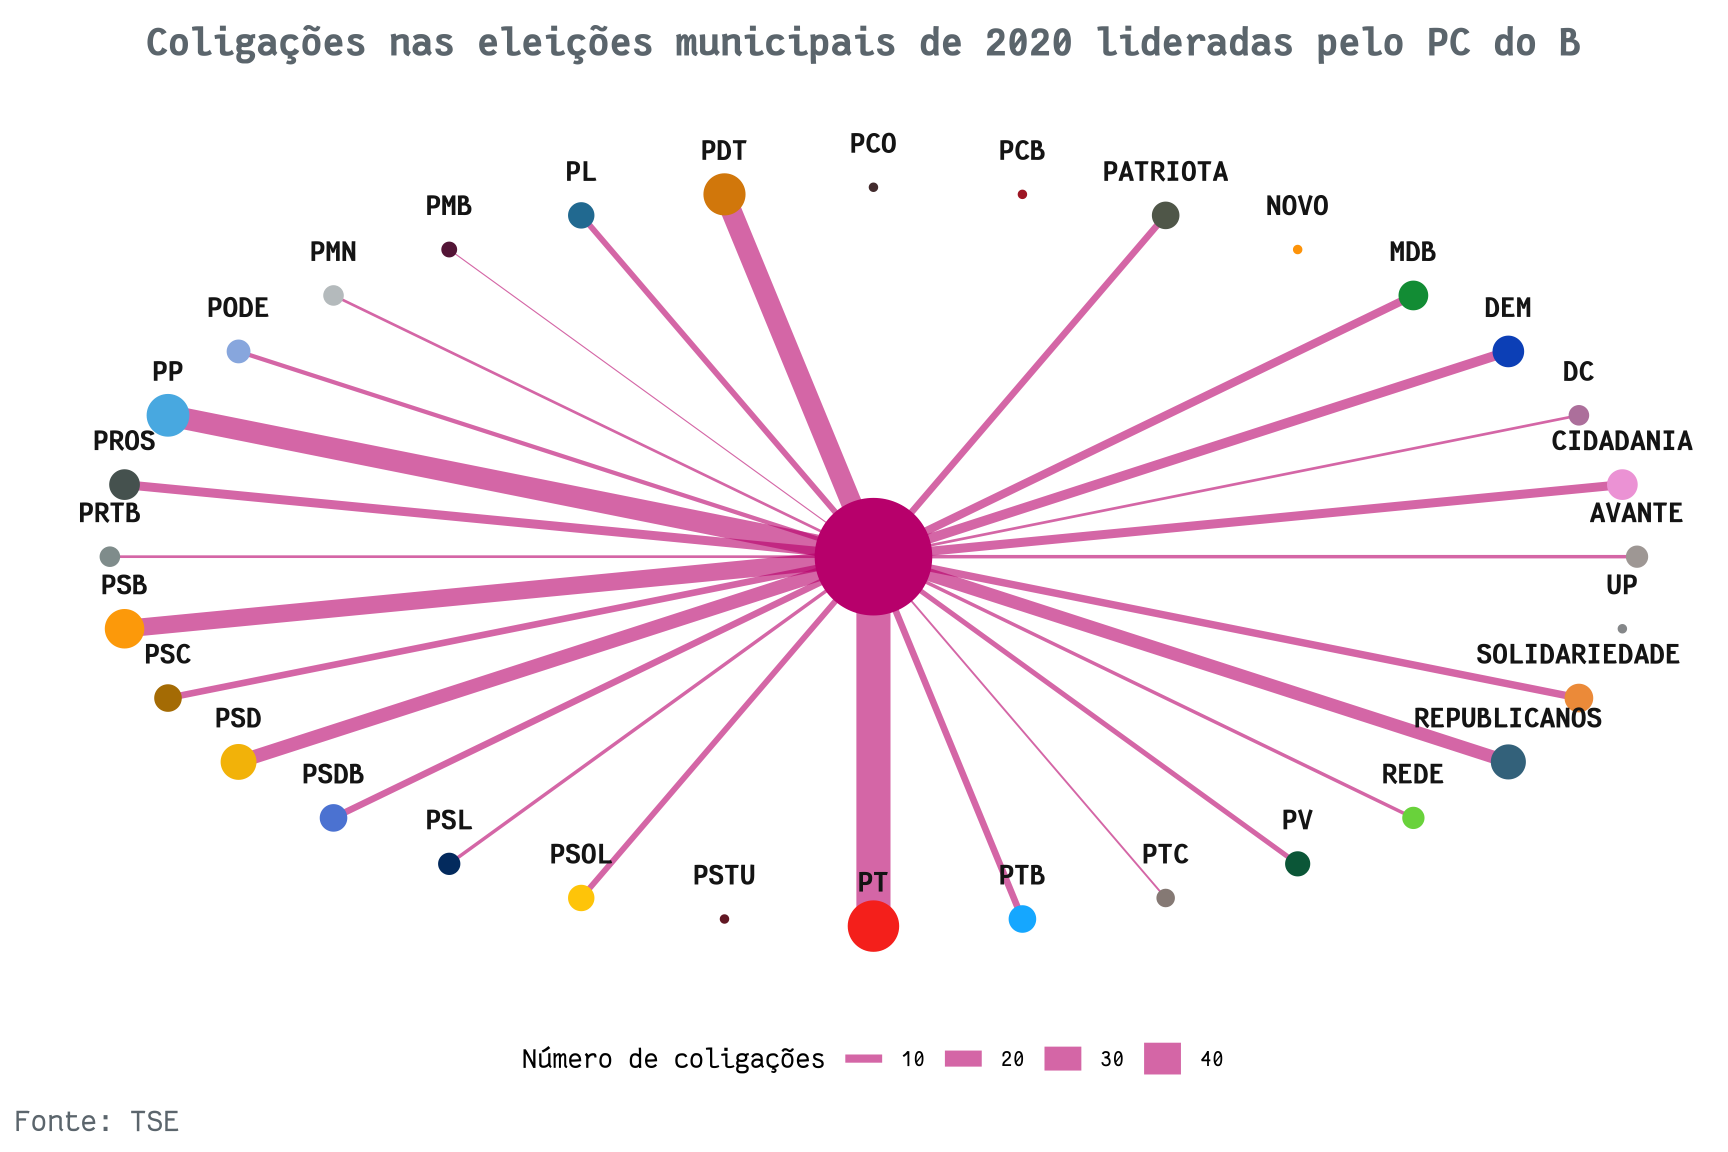 Coligações nas eleições municipais de 2020 lideradas pelo PC do B
PCO
PDT
PCB
PL
PATRIOTA
PMB
NOVO
PMN
MDB
PODE
DEM
PP
DC
PROS
CIDADANIA
PRTB
AVANTE
PSB
UP
PSC
SOLIDARIEDADE
PSD
REPUBLICANOS
PSDB
REDE
PSL
PV
PSOL
PTC
PSTU
PT
PTB
Número de coligações 10 20 30 40
Fonte: TSE